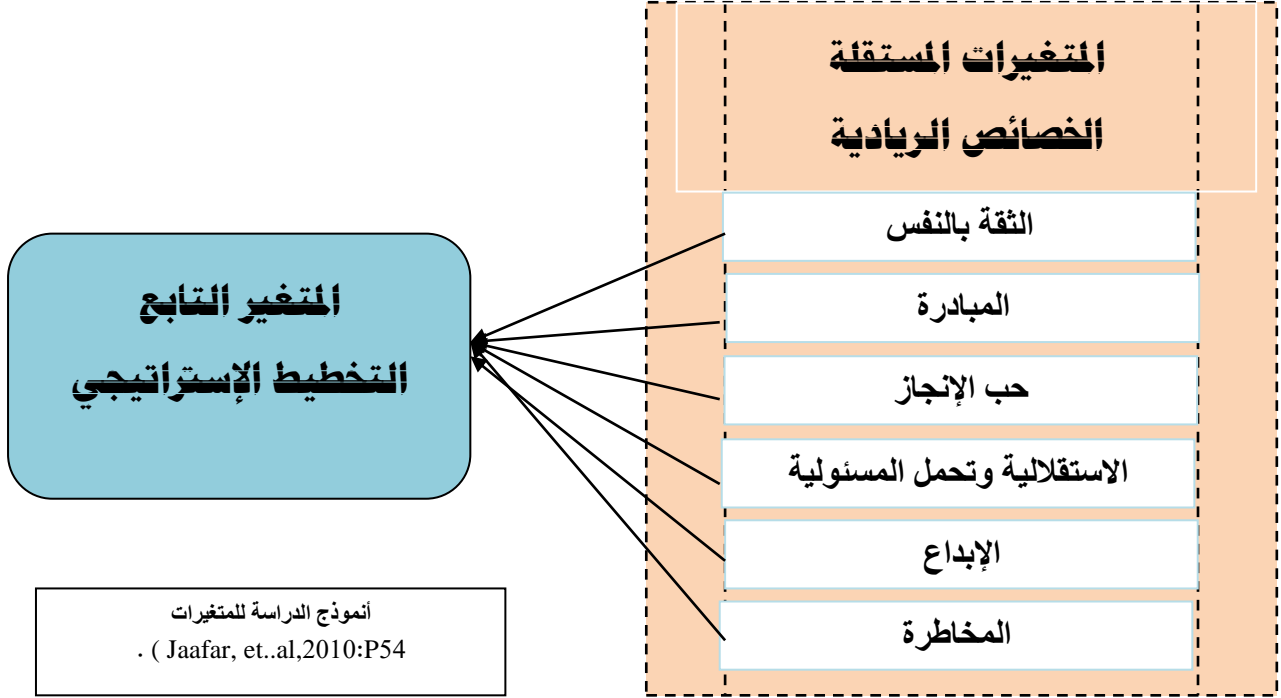 المتغيرات المستقلة
الخصائص الريادية
الثقة بالنفس
المبادرة
حب الإنجاز
الاستقلالية وتحمل المسئولية
الإبداع
المخاطرة
المتغير التابع
التخطيط الإستراتيجي
أنموذج الدراسة للمتغيرات
. ( Jaafar, et..al,2010:P54